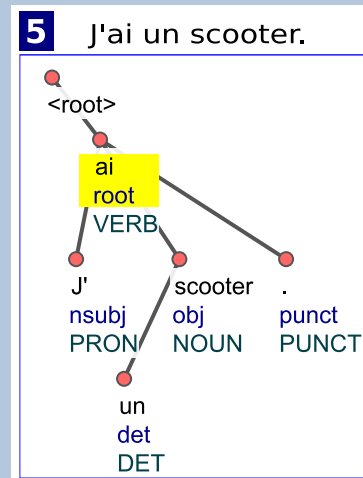 5 J'ai un scooter.
<root>
ai
root
VERB
J' scooter .
nsubj obj punct
PRON NOUN PUNCT
un
det
DET